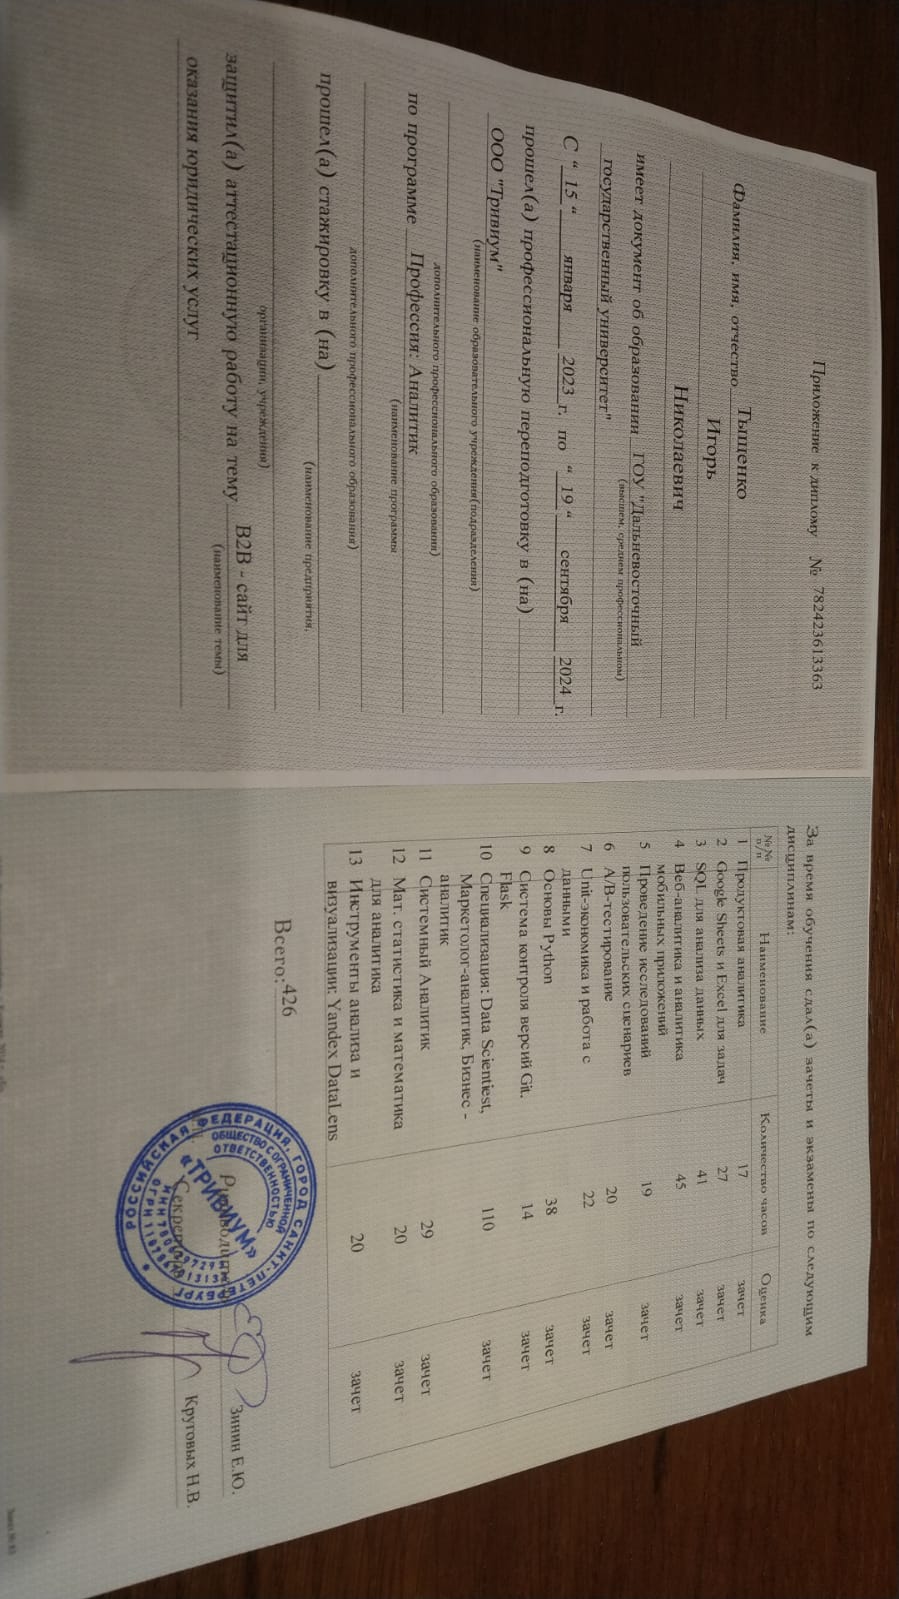 Приложение к диплому № 782423613363
Фамилия, имя, отчество Тыщенко
Игорь
Николаевич
имеет документ об образовании ГОУ "Дальневосточный
(высшем, среднем профессиональном)
государственный университет"
С “ 15 “ января 2023 г. по “ 19 “ сентября 2024 г.
прошел(а) профессиональную переподготовку в (на)
ООО "Тривиум"
(наименование образовательного учреждения(подразделения)
дополнительного профессионального образования)
по программе Профессия: Аналитик
(наименование программы
дополнительного профессионального образования)
прошел(а) стажировку в (на)
(наименование предприятия,
организации, учреждения)
защитил(а) аттестационную работу на тему B2B - сайт для
(наименование темы)
оказания юридических услуг
За время обучения сдал(а) зачеты и экзамены по следующим
дисциплинам:
№№ п/п Наименование Количество часов Оценка
1 Продуктовая аналитика 17 зачет
2 Google Sheets и Excel для задач 27 зачет
3 SQL для анализа данных 41 зачет
4 Веб-аналитика и аналитика 45 зачет
мобильных приложений
5 Проведение исследований 19 зачет
пользовательских сценариев
6 А/В-тестирование 20 зачет
7 Unit-экономика и работа с 22 зачет
данными
8 Основы Python 38 зачет
9 Система контроля версий Git. 14 зачет
Flask
10 Специализация: Data Scientiest, 110 зачет
Маркетолог-аналитик, Бизнес -
аналитик
11 Системный Аналитик 29 зачет
12 Мат. статистика и математика 20 зачет
для аналитика
13 Инструменты анализа и 20 зачет
визуализации: Yandex DataLens
Всего: 426
Руководитель Зинин Е.Ю.
Секретарь Круговых Н.В.
РОССИЙСКАЯ ФЕДЕРАЦИЯ, ГОРОД САНКТ-ПЕТЕРБУРГ
ОБЩЕСТВО С ОГРАНИЧЕННОЙ
ОТВЕТСТВЕННОСТЬЮ
«ТРИВИУМ»
ИНН
ОГРН